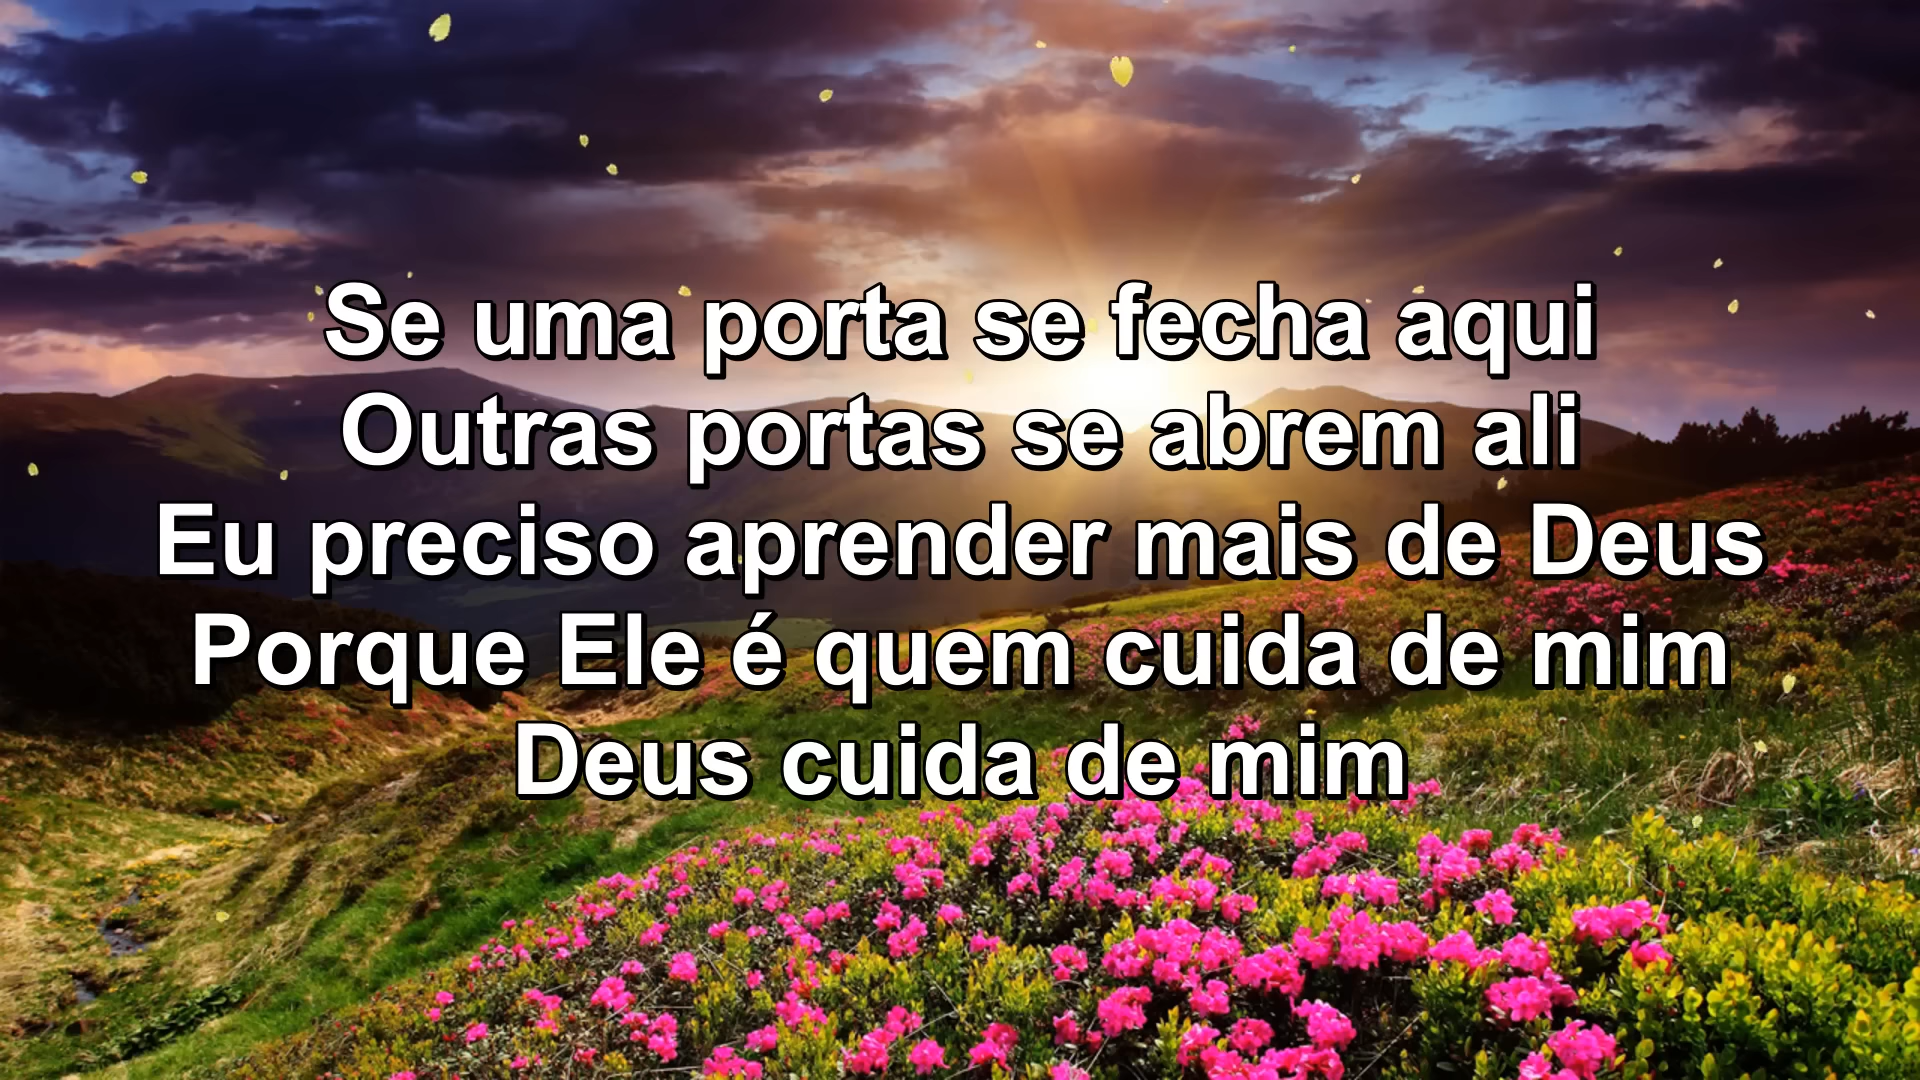 Se uma porta se fecha aqui
Outras portas se abrem ali
Eu preciso aprender mais de Deus
Porque Ele é quem cuida de mim
Deus cuida de mim